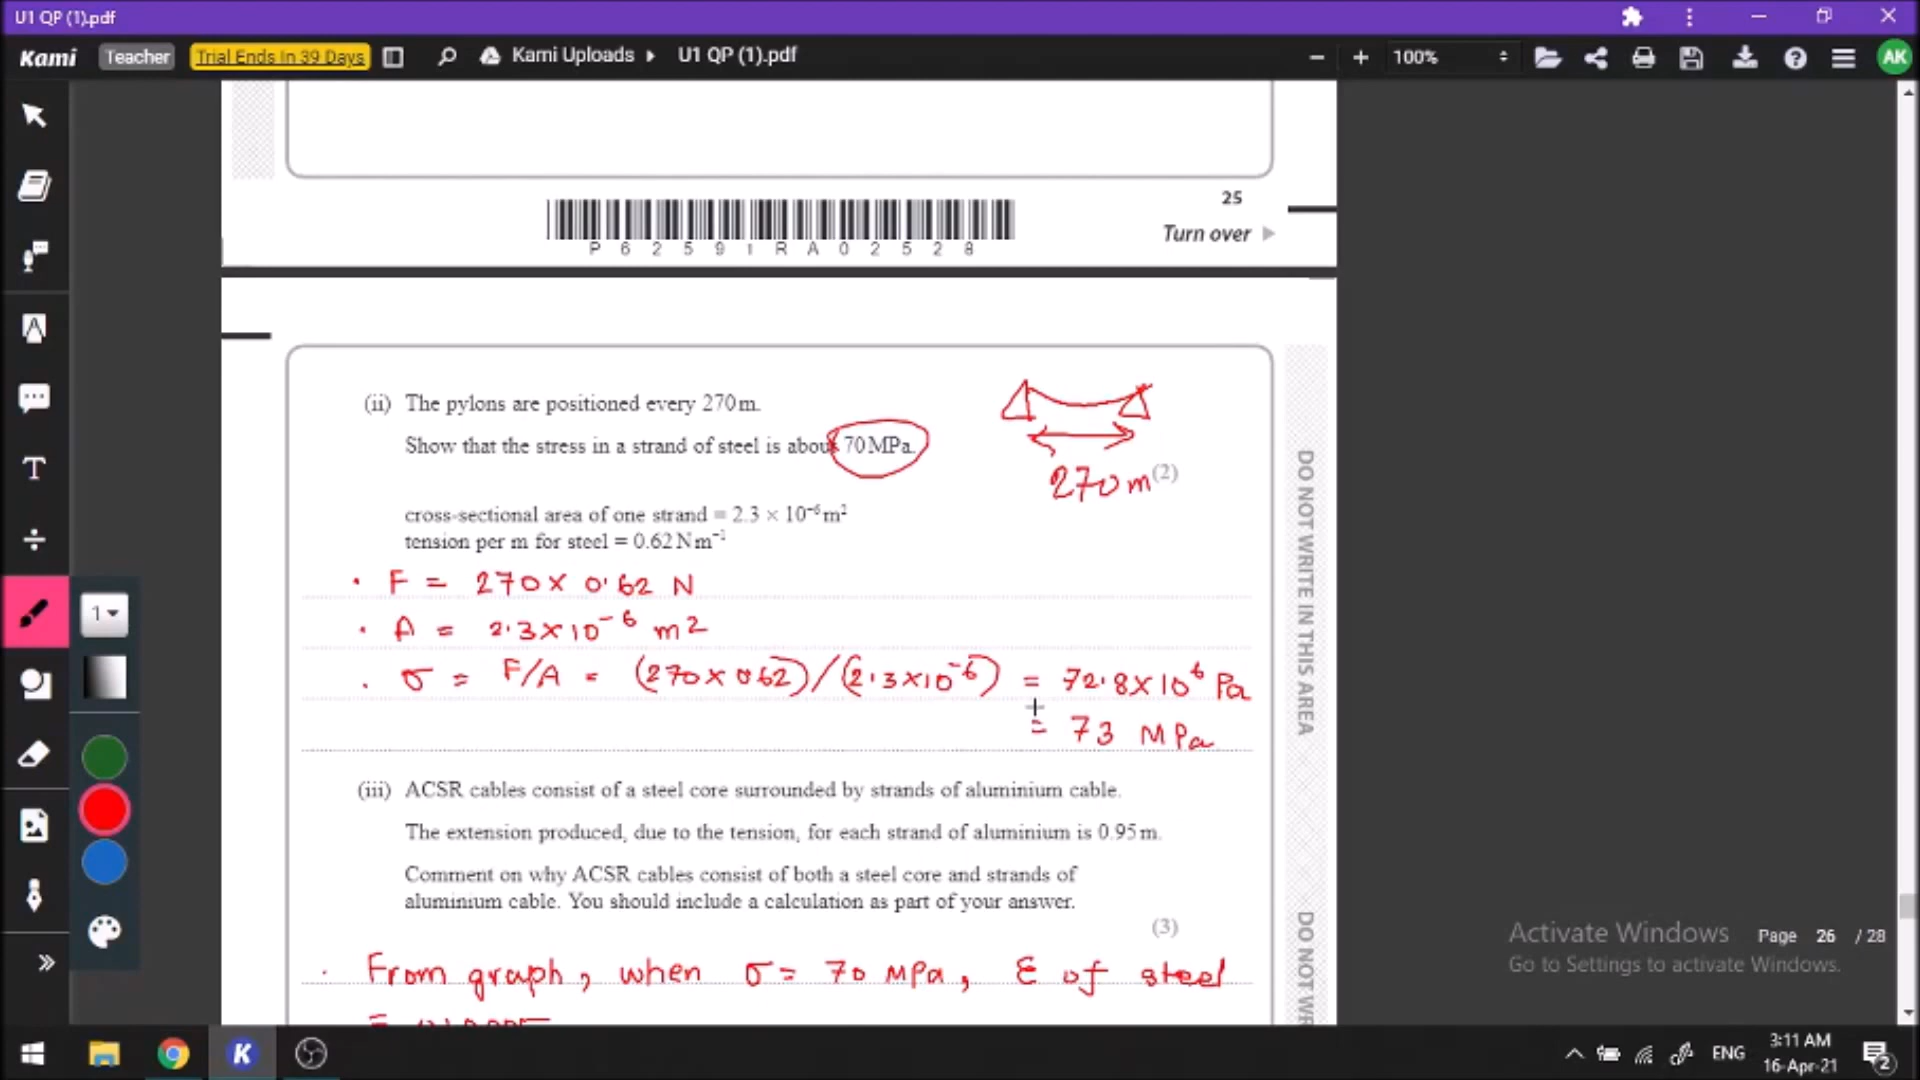 U1 QP (1).pdf
Kami Teacher Trial Ends In 39 Days Kami Uploads U1 QP (1).pdf 100% AK
25
P 6 2 5 9 1 R A 0 2 5 2 8
Turn over
(ii) The pylons are positioned every 270 m.
Show that the stress in a strand of steel is about 70 MPa.
270 m (2)
cross-sectional area of one strand = 2.3 × 10⁻⁶ m²
tension per m for steel = 0.62 N m⁻¹
· F = 270 × 0.62 N
· A = 2.3×10⁻⁶ m²
· σ = F/A = (270 × 0.62)/(2.3×10⁻⁶) = 72.8×10⁶ Pa
= 73 MPa
(iii) ACSR cables consist of a steel core surrounded by strands of aluminium cable.
The extension produced, due to the tension, for each strand of aluminium is 0.95 m.
Comment on why ACSR cables consist of both a steel core and strands of
aluminium cable. You should include a calculation as part of your answer.
(3)
· From graph, when σ = 70 MPa, ε of steel
DO NOT WRITE IN THIS AREA
DO NOT WR
1
Activate Windows
Go to Settings to activate Windows.
Page 26 / 28
ENG
3:11 AM
16-Apr-21
2